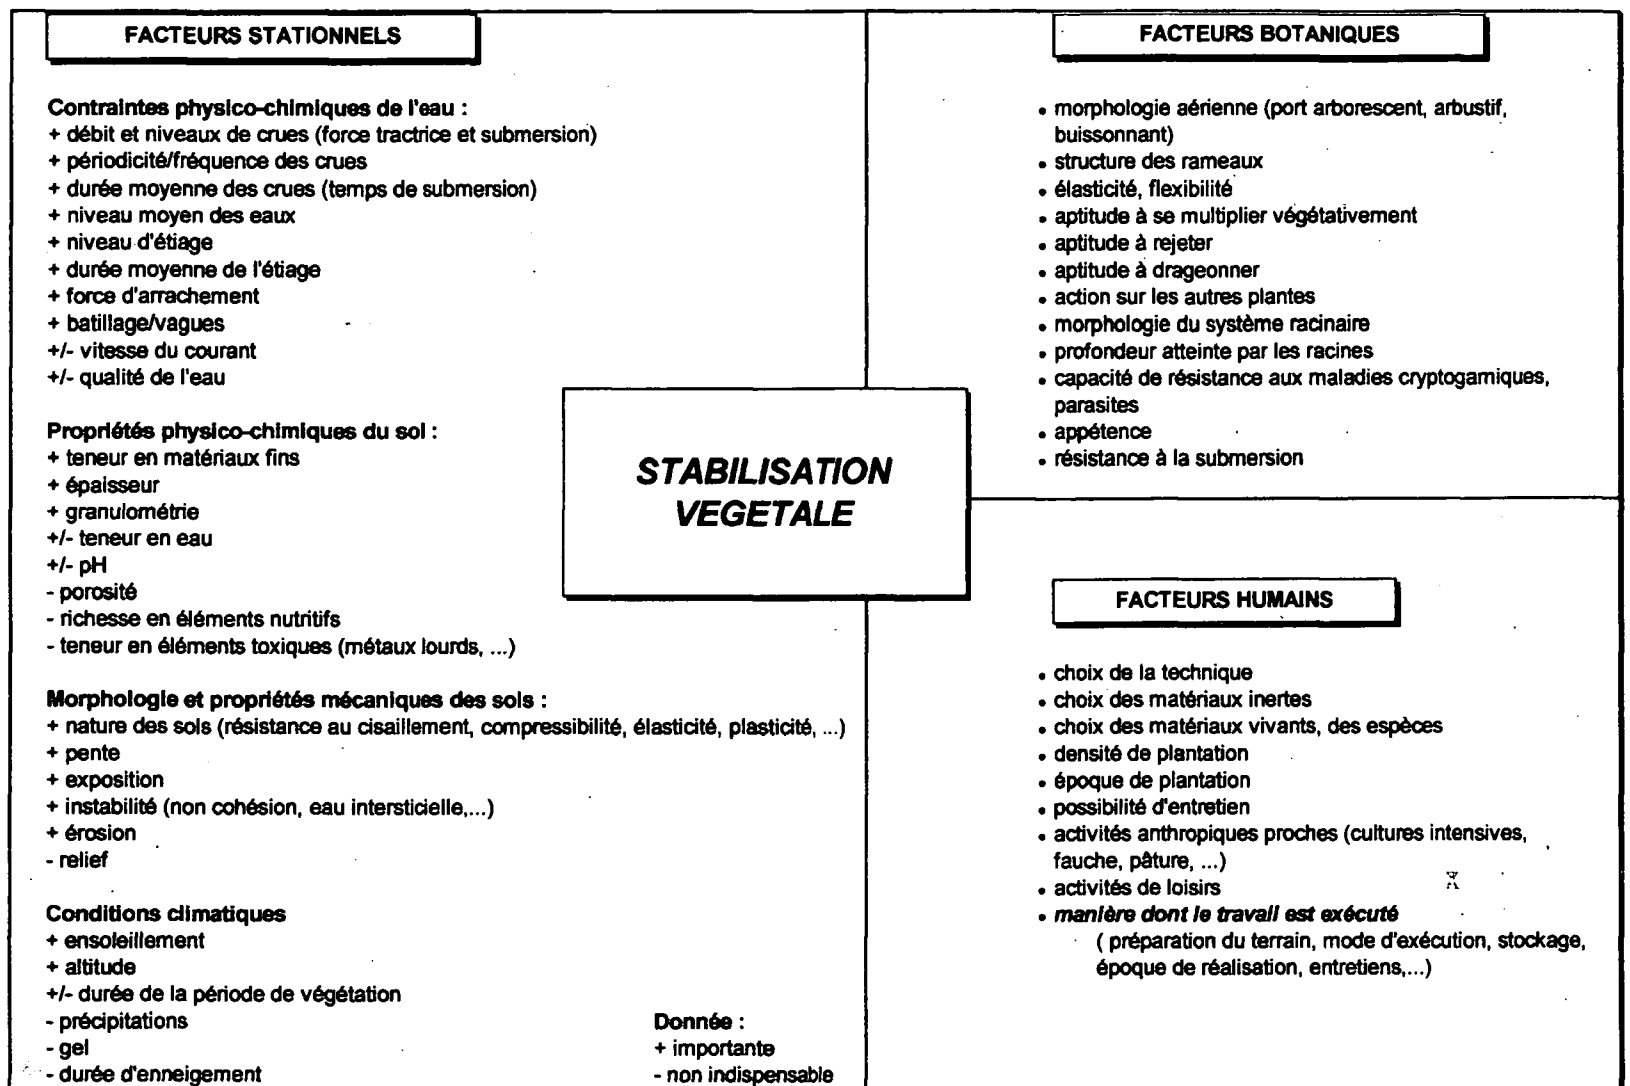 FACTEURS STATIONNELS
Contraintes physico-chimiques de l'eau :
+ débit et niveaux de crues (force tractrice et submersion)
+ périodicité/fréquence des crues
+ durée moyenne des crues (temps de submersion)
+ niveau moyen des eaux
+ niveau d'étiage
+ durée moyenne de l'étiage
+ force d'arrachement
+ batillage/vagues
+/- vitesse du courant
+/- qualité de l'eau
Propriétés physico-chimiques du sol :
+ teneur en matériaux fins
+ épaisseur
+ granulométrie
+/- teneur en eau
+/- pH
- porosité
- richesse en éléments nutritifs
- teneur en éléments toxiques (métaux lourds, ...)
Morphologie et propriétés mécaniques des sols :
+ nature des sols (résistance au cisaillement, compressibilité, élasticité, plasticité, ...)
+ pente
+ exposition
+ instabilité (non cohésion, eau intersticielle,...)
+ érosion
- relief
Conditions climatiques
+ ensoleillement
+ altitude
+/- durée de la période de végétation
- précipitations
- gel
- durée d'enneigement
Donnée :
+ importante
- non indispensable
STABILISATION
VEGETALE
FACTEURS BOTANIQUES
• morphologie aérienne (port arborescent, arbustif,
buissonnant)
• structure des rameaux
• élasticité, flexibilité
• aptitude à se multiplier végétativement
• aptitude à rejeter
• aptitude à drageonner
• action sur les autres plantes
• morphologie du système racinaire
• profondeur atteinte par les racines
• capacité de résistance aux maladies cryptogamiques,
parasites
• appétence
• résistance à la submersion
FACTEURS HUMAINS
• choix de la technique
• choix des matériaux inertes
• choix des matériaux vivants, des espèces
• densité de plantation
• époque de plantation
• possibilité d'entretien
• activités anthropiques proches (cultures intensives,
fauche, pâture, ...)
• activités de loisirs
• manière dont le travail est exécuté
( préparation du terrain, mode d'exécution, stockage,
époque de réalisation, entretiens,...)